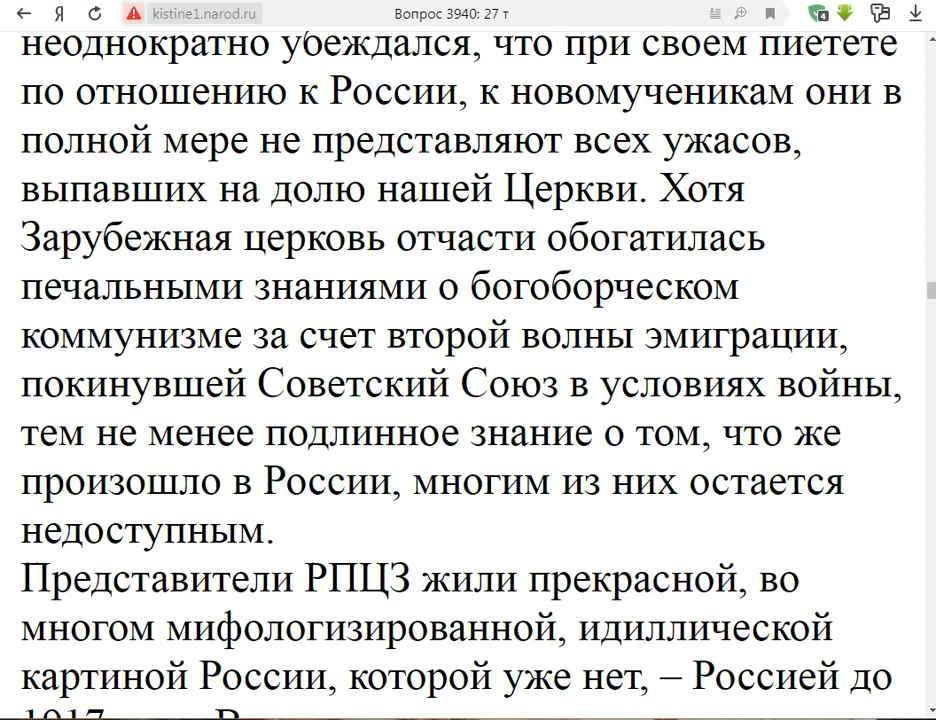 kistine1.narod.ru
Вопрос 3940: 27 т
4
неоднократно убеждался, что при своем пиетете
по отношению к России, к новомученикам они в
полной мере не представляют всех ужасов,
выпавших на долю нашей Церкви. Хотя
Зарубежная церковь отчасти обогатилась
печальными знаниями о богоборческом
коммунизме за счет второй волны эмиграции,
покинувшей Советский Союз в условиях войны,
тем не менее подлинное знание о том, что же
произошло в России, многим из них остается
недоступным.
Представители РПЦЗ жили прекрасной, во
многом мифологизированной, идиллической
картиной России, которой уже нет, – Россией до
1917